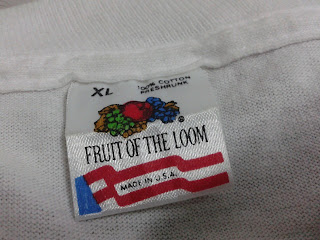 XL
100% COTTON
PRESHRUNK
®
FRUIT OF THE LOOM
MADE IN U.S.A.